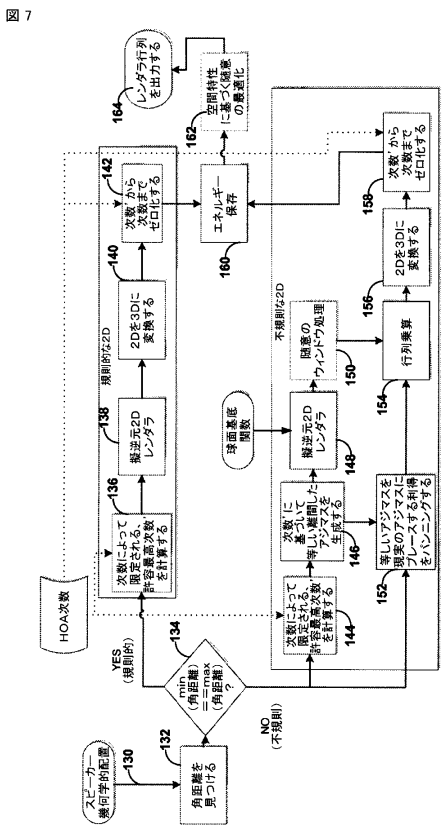 図 7
スピーカー
幾何学的配置
130
角距離を
見つける
132
min
(角距離)
==max
(角距離)
?
134
YES
(規則的)
NO
(不規則)
HOA次数
規則的な2D
次数によって
限定される、
許容最高次数
を計算する
136
擬逆元2D
レンダラ
138
2Dを3Dに
変換する
140
次数'から
次数まで
ゼロ化する
142
不規則な2D
次数によって
限定される、
許容最高次数
を計算する
144
次数'に
基づいて
等しい離間した
アジマスを
生成する
146
球面基底
関数
擬逆元2D
レンダラ
148
随意の
ウィンドウ処理
150
等しいアジマスを
現実のアジマスに
プレースする利得
をパンニングする
152
行列乗算
154
2Dを3Dに
変換する
156
次数'から
次数まで
ゼロ化する
158
エネルギー
保存
160
空間特性
に基づく随意
の最適化
162
レンダラ行列
を出力する
164